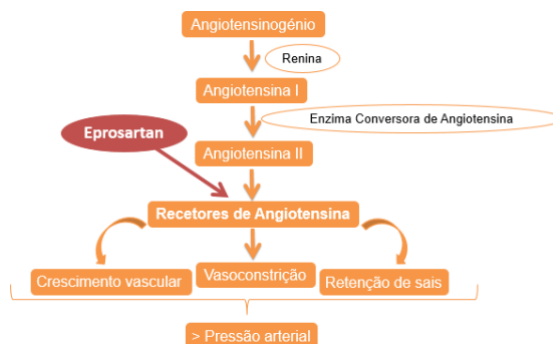 Angiotensinogénio
Renina
Angiotensina I
Enzima Conversora de Angiotensina
Eprosartan
Angiotensina II
Recetores de Angiotensina
Crescimento vascular
Vasoconstrição
Retenção de sais
> Pressão arterial